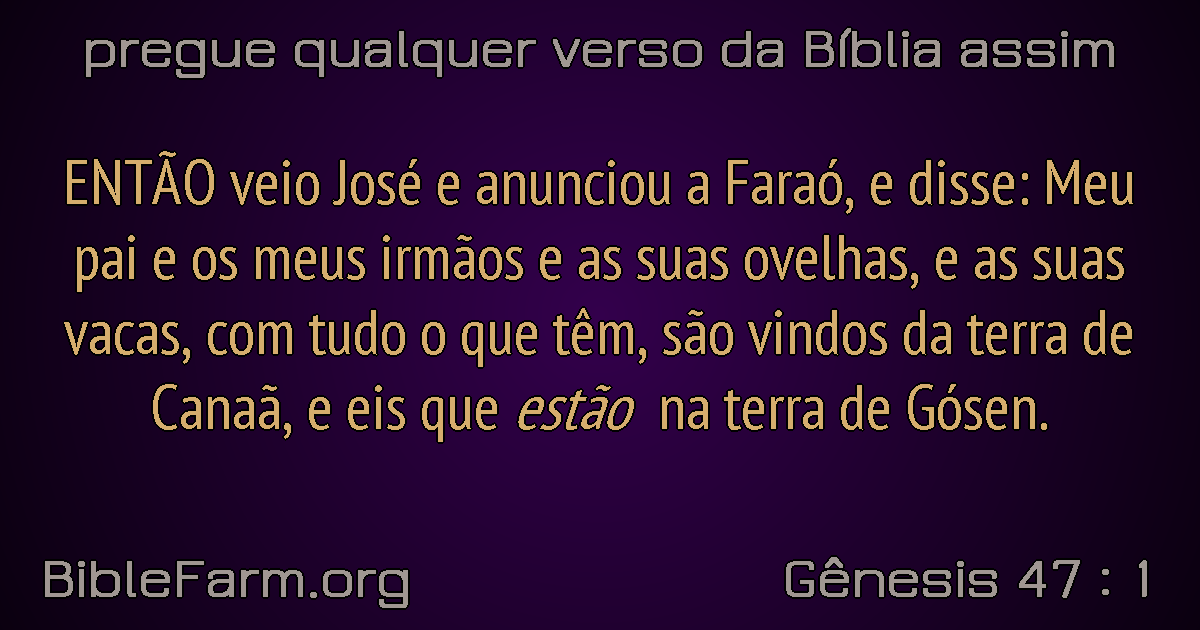 pregue qualquer verso da Bíblia assim
ENTÃO veio José e anunciou a Faraó, e disse: Meu
pai e os meus irmãos e as suas ovelhas, e as suas
vacas, com tudo o que têm, são vindos da terra de
Canaã, e eis que estão na terra de Gósen.
BibleFarm.org
Gênesis 47 : 1